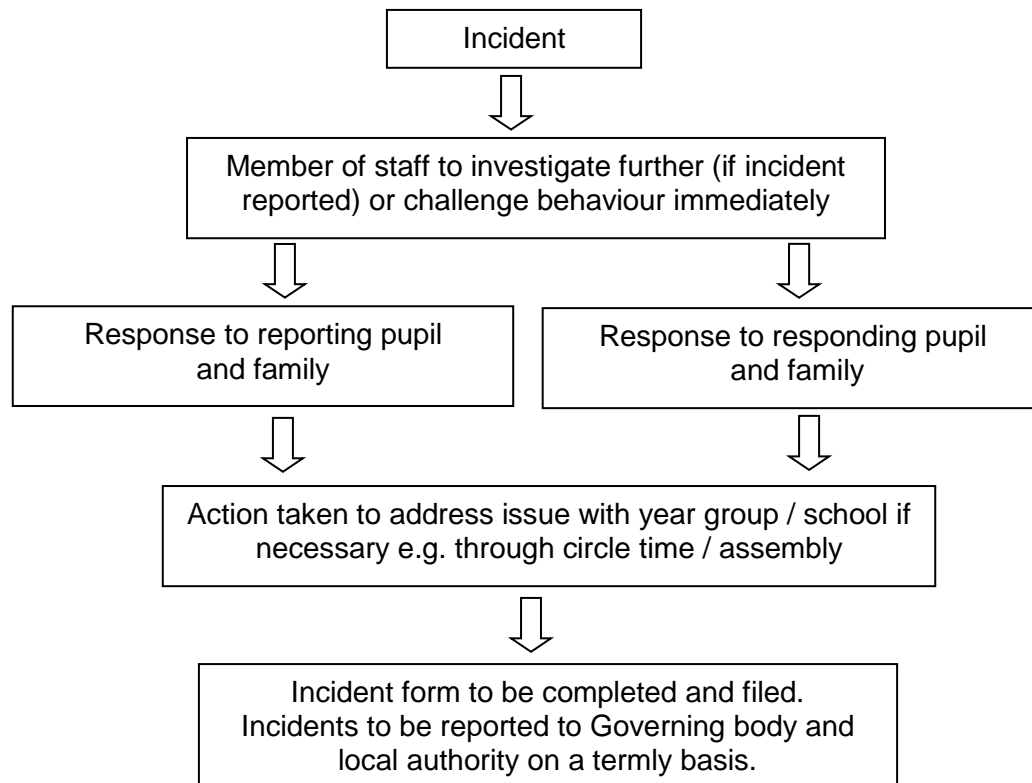 Incident
Member of staff to investigate further (if incident
reported) or challenge behaviour immediately
Response to reporting pupil
and family
Response to responding pupil
and family
Action taken to address issue with year group / school if
necessary e.g. through circle time / assembly
Incident form to be completed and filed.
Incidents to be reported to Governing body and
local authority on a termly basis.